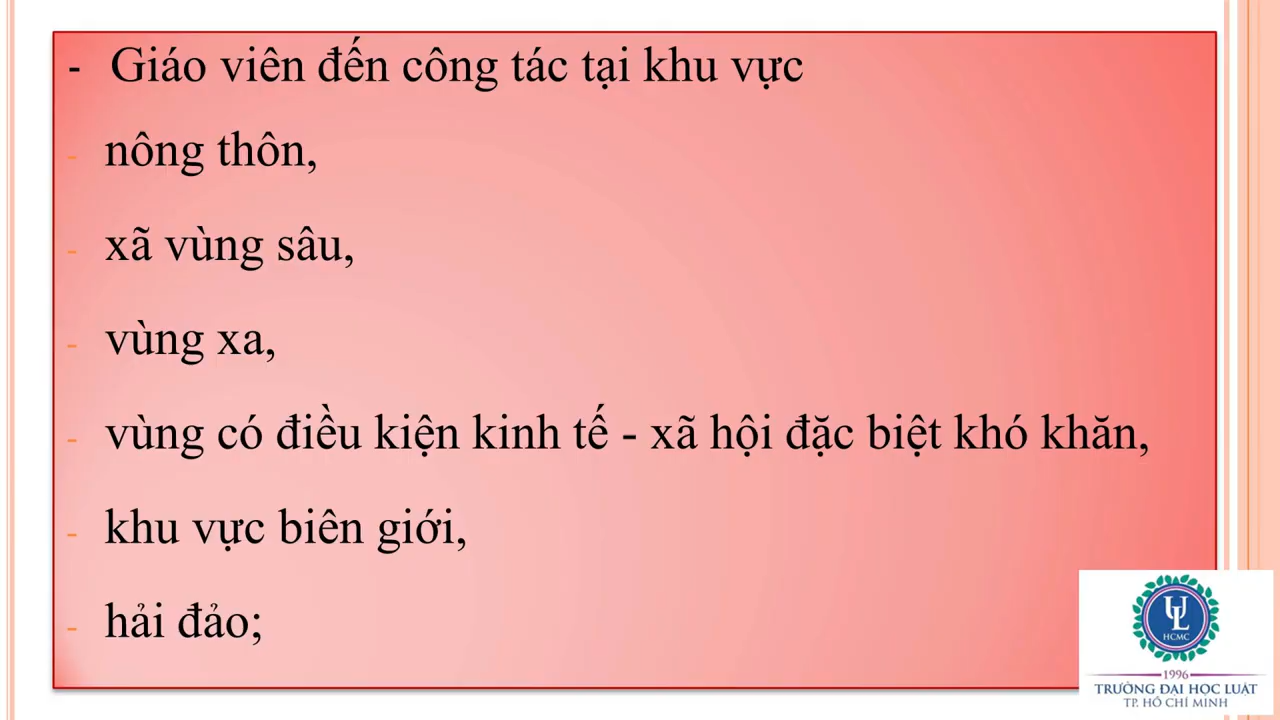 - Giáo viên đến công tác tại khu vực
- nông thôn,
- xã vùng sâu,
- vùng xa,
- vùng có điều kiện kinh tế - xã hội đặc biệt khó khăn,
- khu vực biên giới,
- hải đảo;
UL
HCMC
1996
TRƯỜNG ĐẠI HỌC LUẬT
TP. HỒ CHÍ MINH